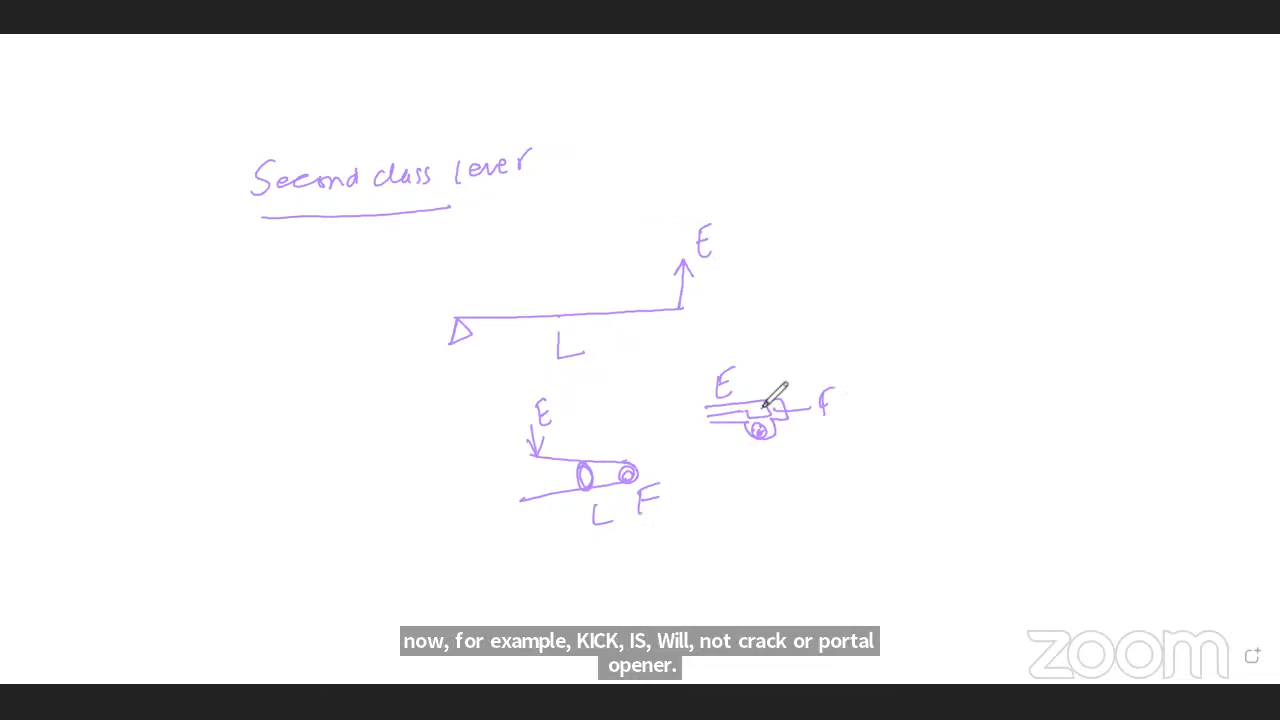 Second class lever
E
L
E
E
F
L
F
now, for example, KICK, IS, Will, not crack or portal
opener.
zoom